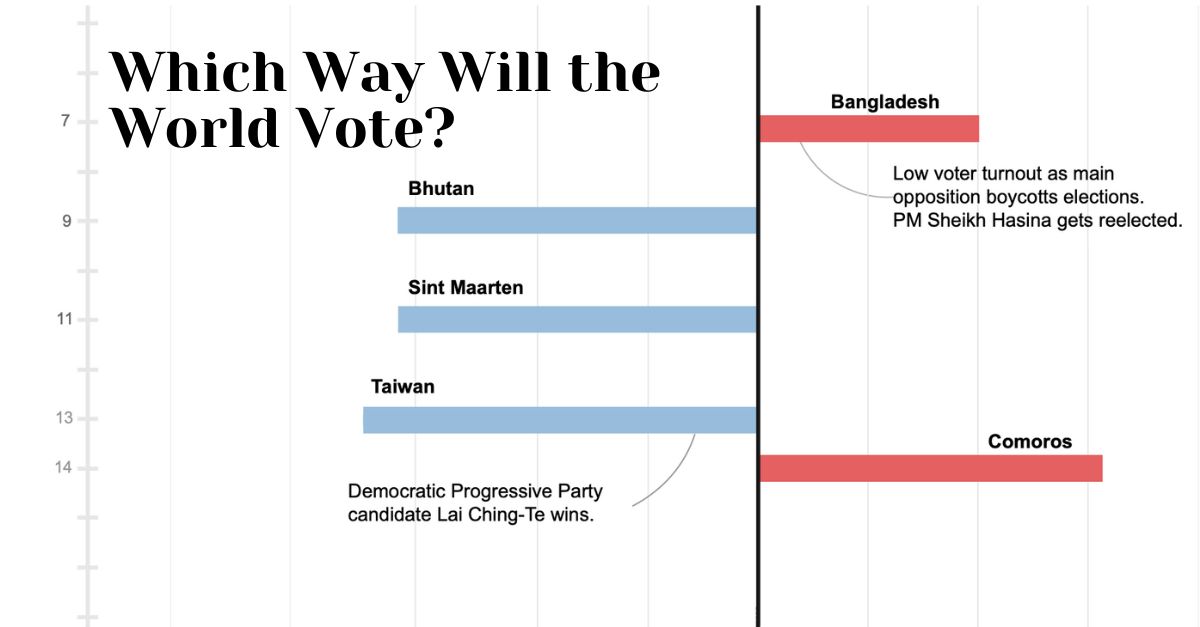 Which Way Will the
World Vote?
7
Bangladesh
Low voter turnout as main
opposition boycotts elections.
PM Sheikh Hasina gets reelected.
Bhutan
9
Sint Maarten
11
Taiwan
13
Comoros
14
Democratic Progressive Party
candidate Lai Ching-Te wins.